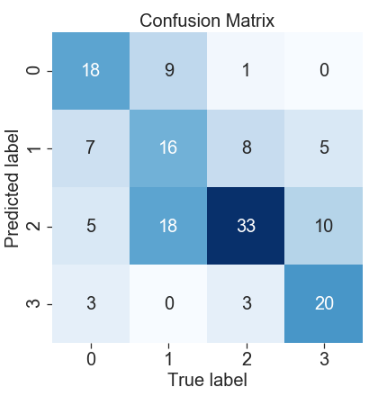 Confusion Matrix
Predicted label
0 18 9 1 0
1 7 16 8 5
2 5 18 33 10
3 3 0 3 20
0 1 2 3
True label